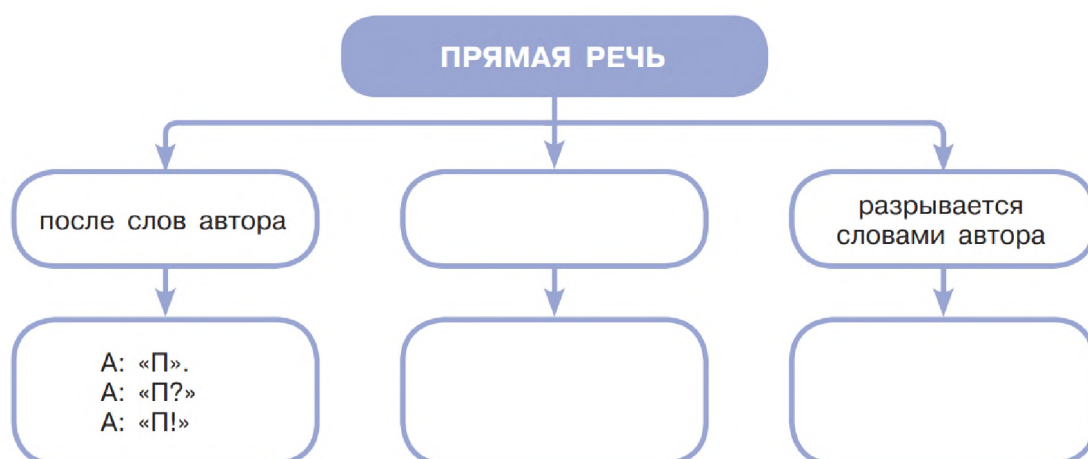 ПРЯМАЯ РЕЧЬ
после слов автора
разрывается
словами автора
А: «П».
А: «П?»
А: «П!»